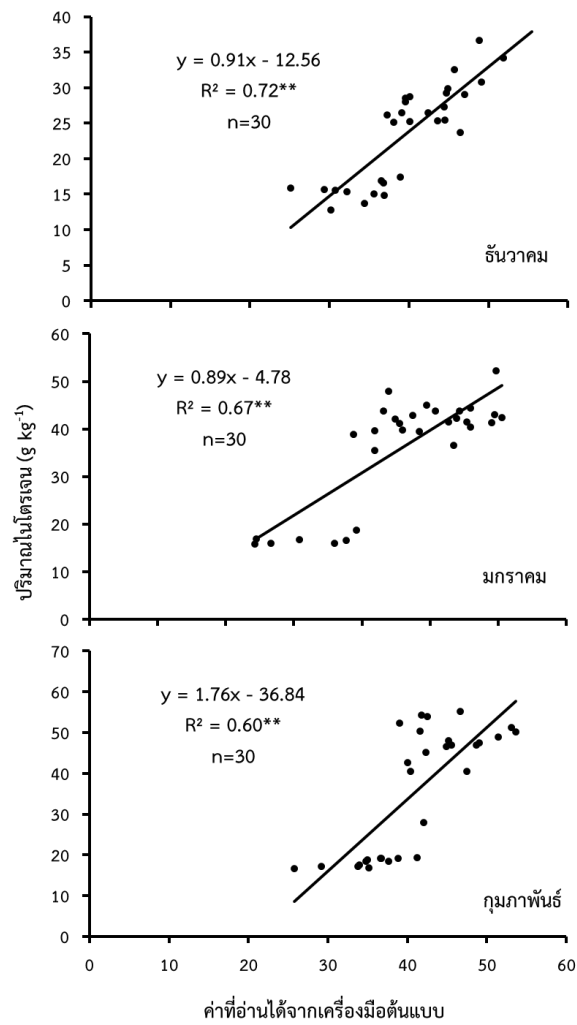 40
35
30
25
20
15
10
5
0
y = 0.91x - 12.56
R² = 0.72**
n=30
ธันวาคม
60
50
40
30
20
10
0
y = 0.89x - 4.78
R² = 0.67**
n=30
มกราคม
ปริมาณไนโตรเจน (g kg⁻¹)
70
60
50
40
30
20
10
0
y = 1.76x - 36.84
R² = 0.60**
n=30
กุมภาพันธ์
0 10 20 30 40 50 60
ค่าที่อ่านได้จากเครื่องมือต้นแบบ